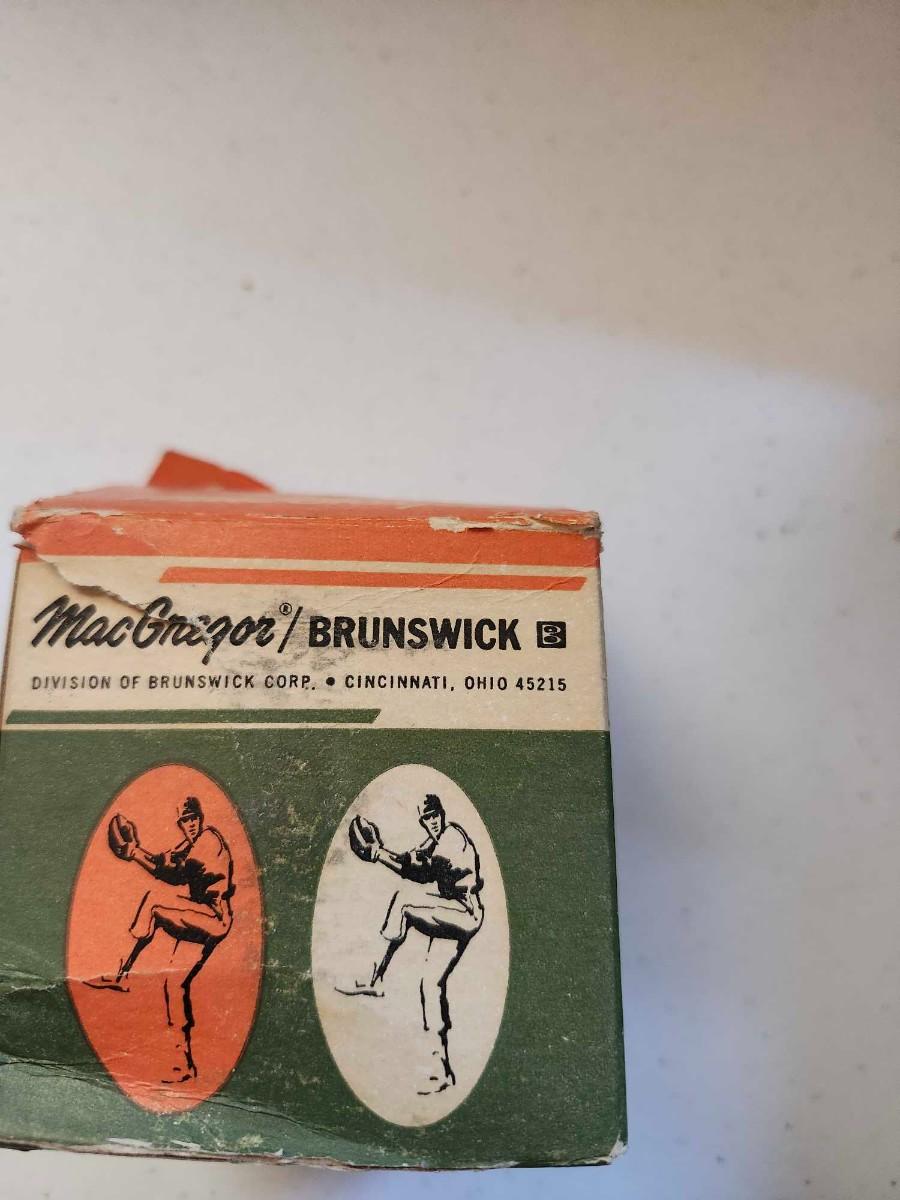 MacGregor®/BRUNSWICK B
DIVISION OF BRUNSWICK CORP. • CINCINNATI, OHIO 45215